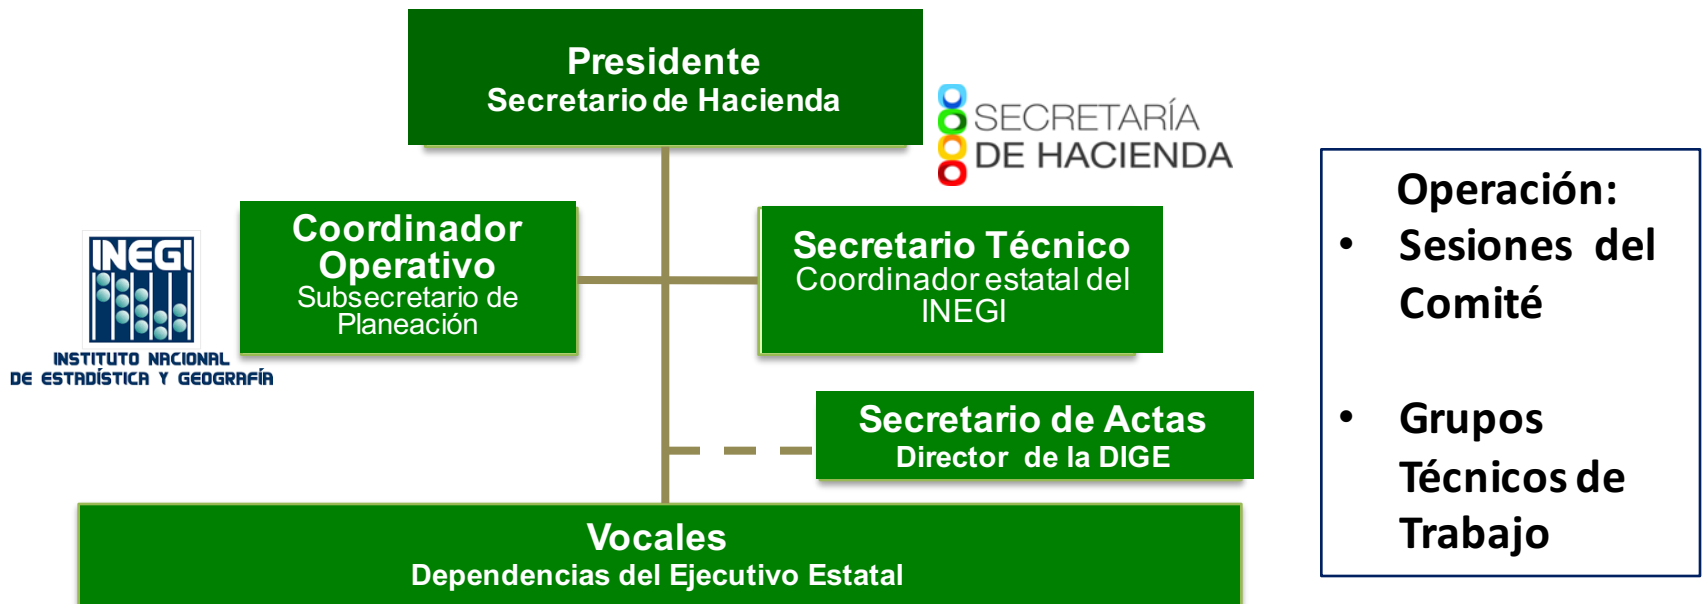 Presidente
Secretario de Hacienda
SECRETARÍA
DE HACIENDA
Coordinador
Operativo
Subsecretario de
Planeación
Secretario Técnico
Coordinador estatal del
INEGI
INEGI
INSTITUTO NACIONAL
DE ESTADÍSTICA Y GEOGRAFÍA
Secretario de Actas
Director de la DIGE
Vocales
Dependencias del Ejecutivo Estatal
Operación:
• Sesiones del
Comité
• Grupos
Técnicos de
Trabajo